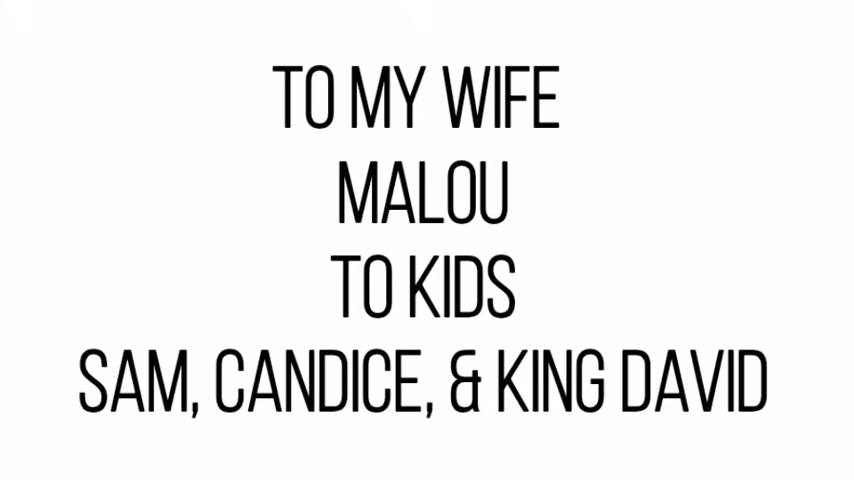 TO MY WIFE
MALOU
TO KIDS
SAM, CANDICE, & KING DAVID